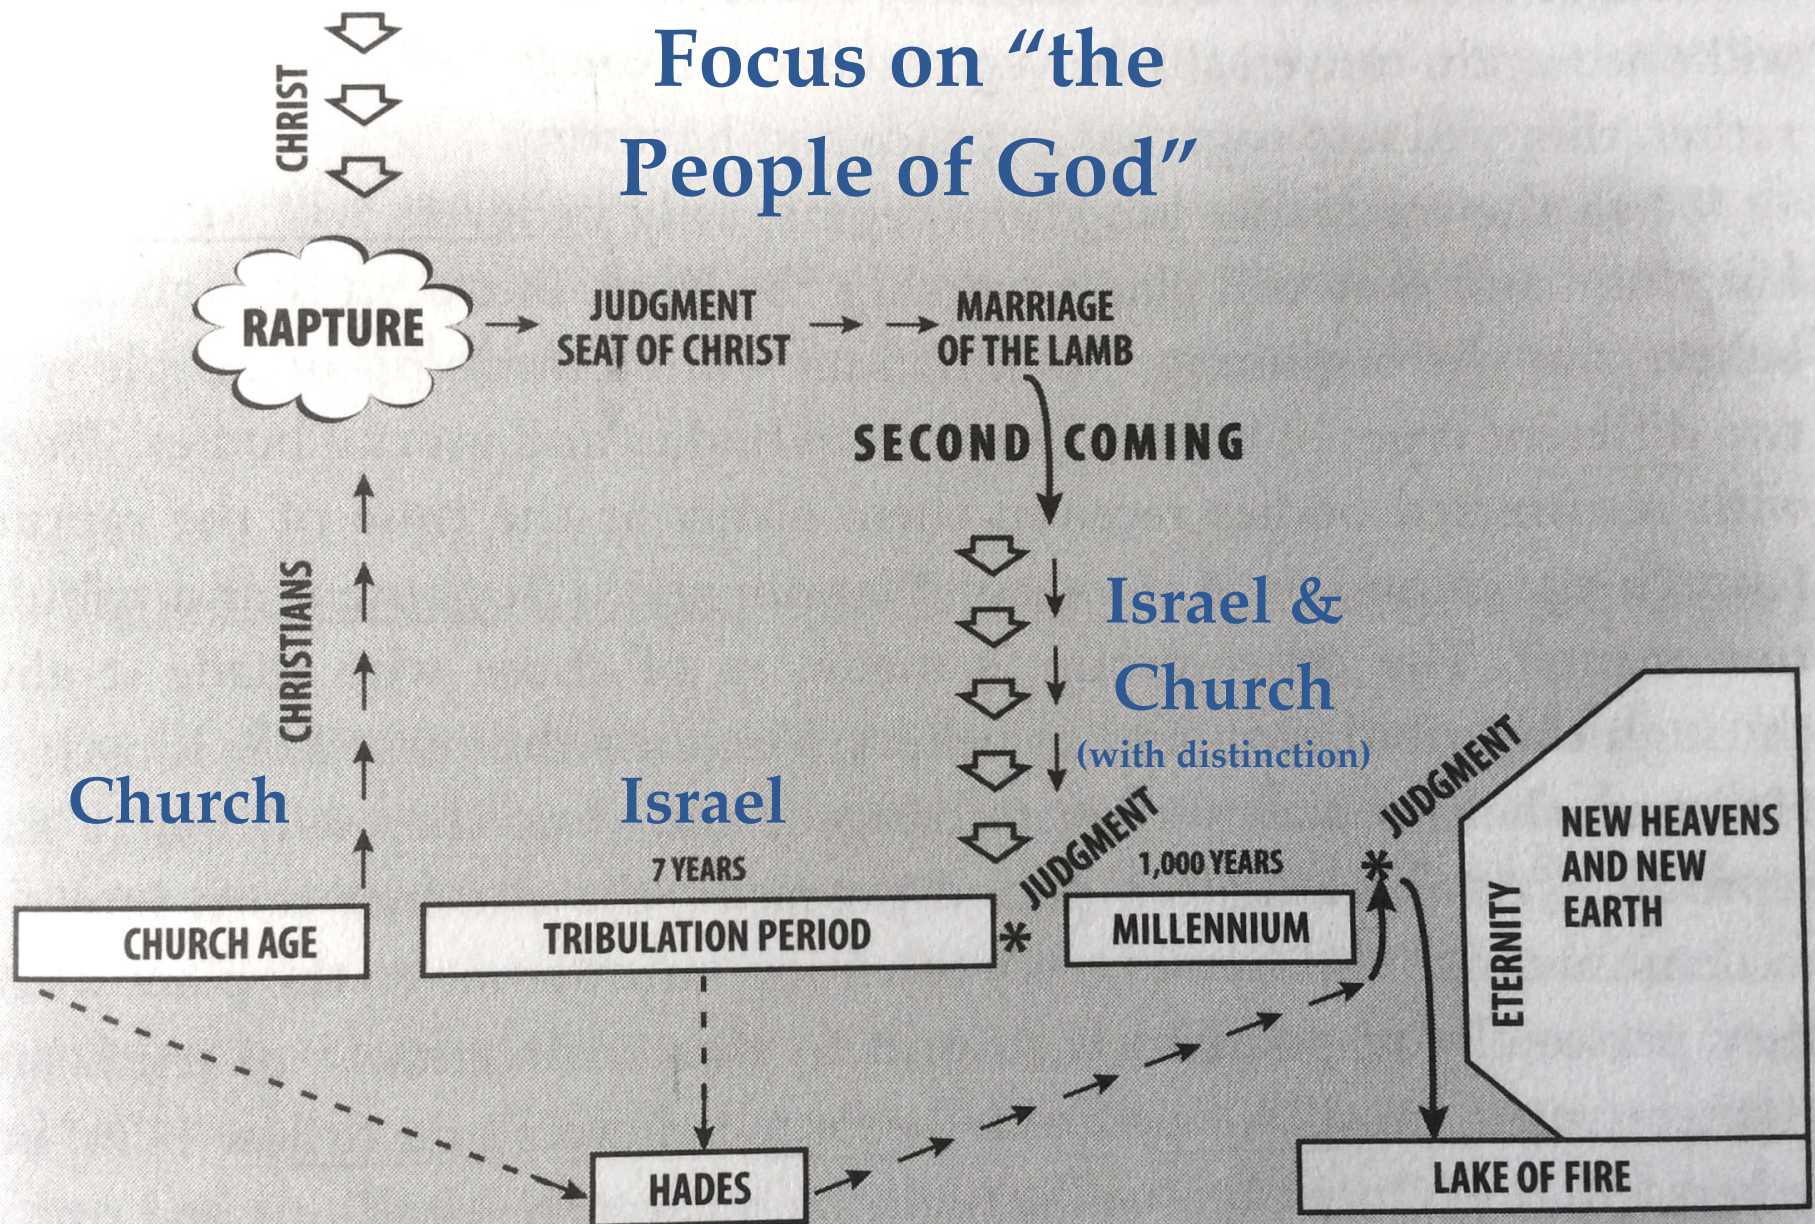 Focus on “the
People of God”
CHRIST
RAPTURE
JUDGMENT
SEAT OF CHRIST
MARRIAGE
OF THE LAMB
SECOND COMING
CHRISTIANS
Israel &
Church
(with distinction)
Church
Israel
7 YEARS
JUDGMENT
1,000 YEARS
JUDGMENT
CHURCH AGE
TRIBULATION PERIOD
*
MILLENNIUM
*
ETERNITY
NEW HEAVENS
AND NEW
EARTH
HADES
LAKE OF FIRE